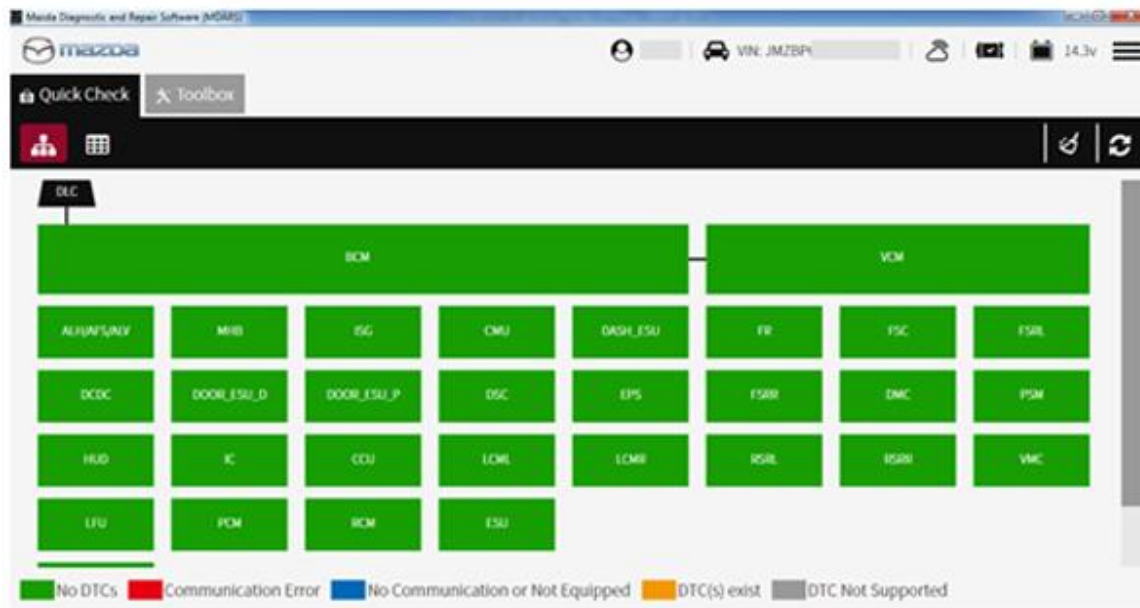 Mazda Diagnostic and Repair Software (MDARS)
mazda VIN: JMZBP 14.3v
Quick Check Toolbox
DLC
BCM VCM
ALH/AFS/ALV MHB ISG CMU DASH_ESU FR FSC FSRL
DCDC DOOR_ESU_D DOOR_ESU_P DSC EPS FSRR DMC PSM
HUD IC CCU LCML LCMR RSRL RSRR VMC
LFU PCM RCM ESU
No DTCs Communication Error No Communication or Not Equipped DTC(s) exist DTC Not Supported